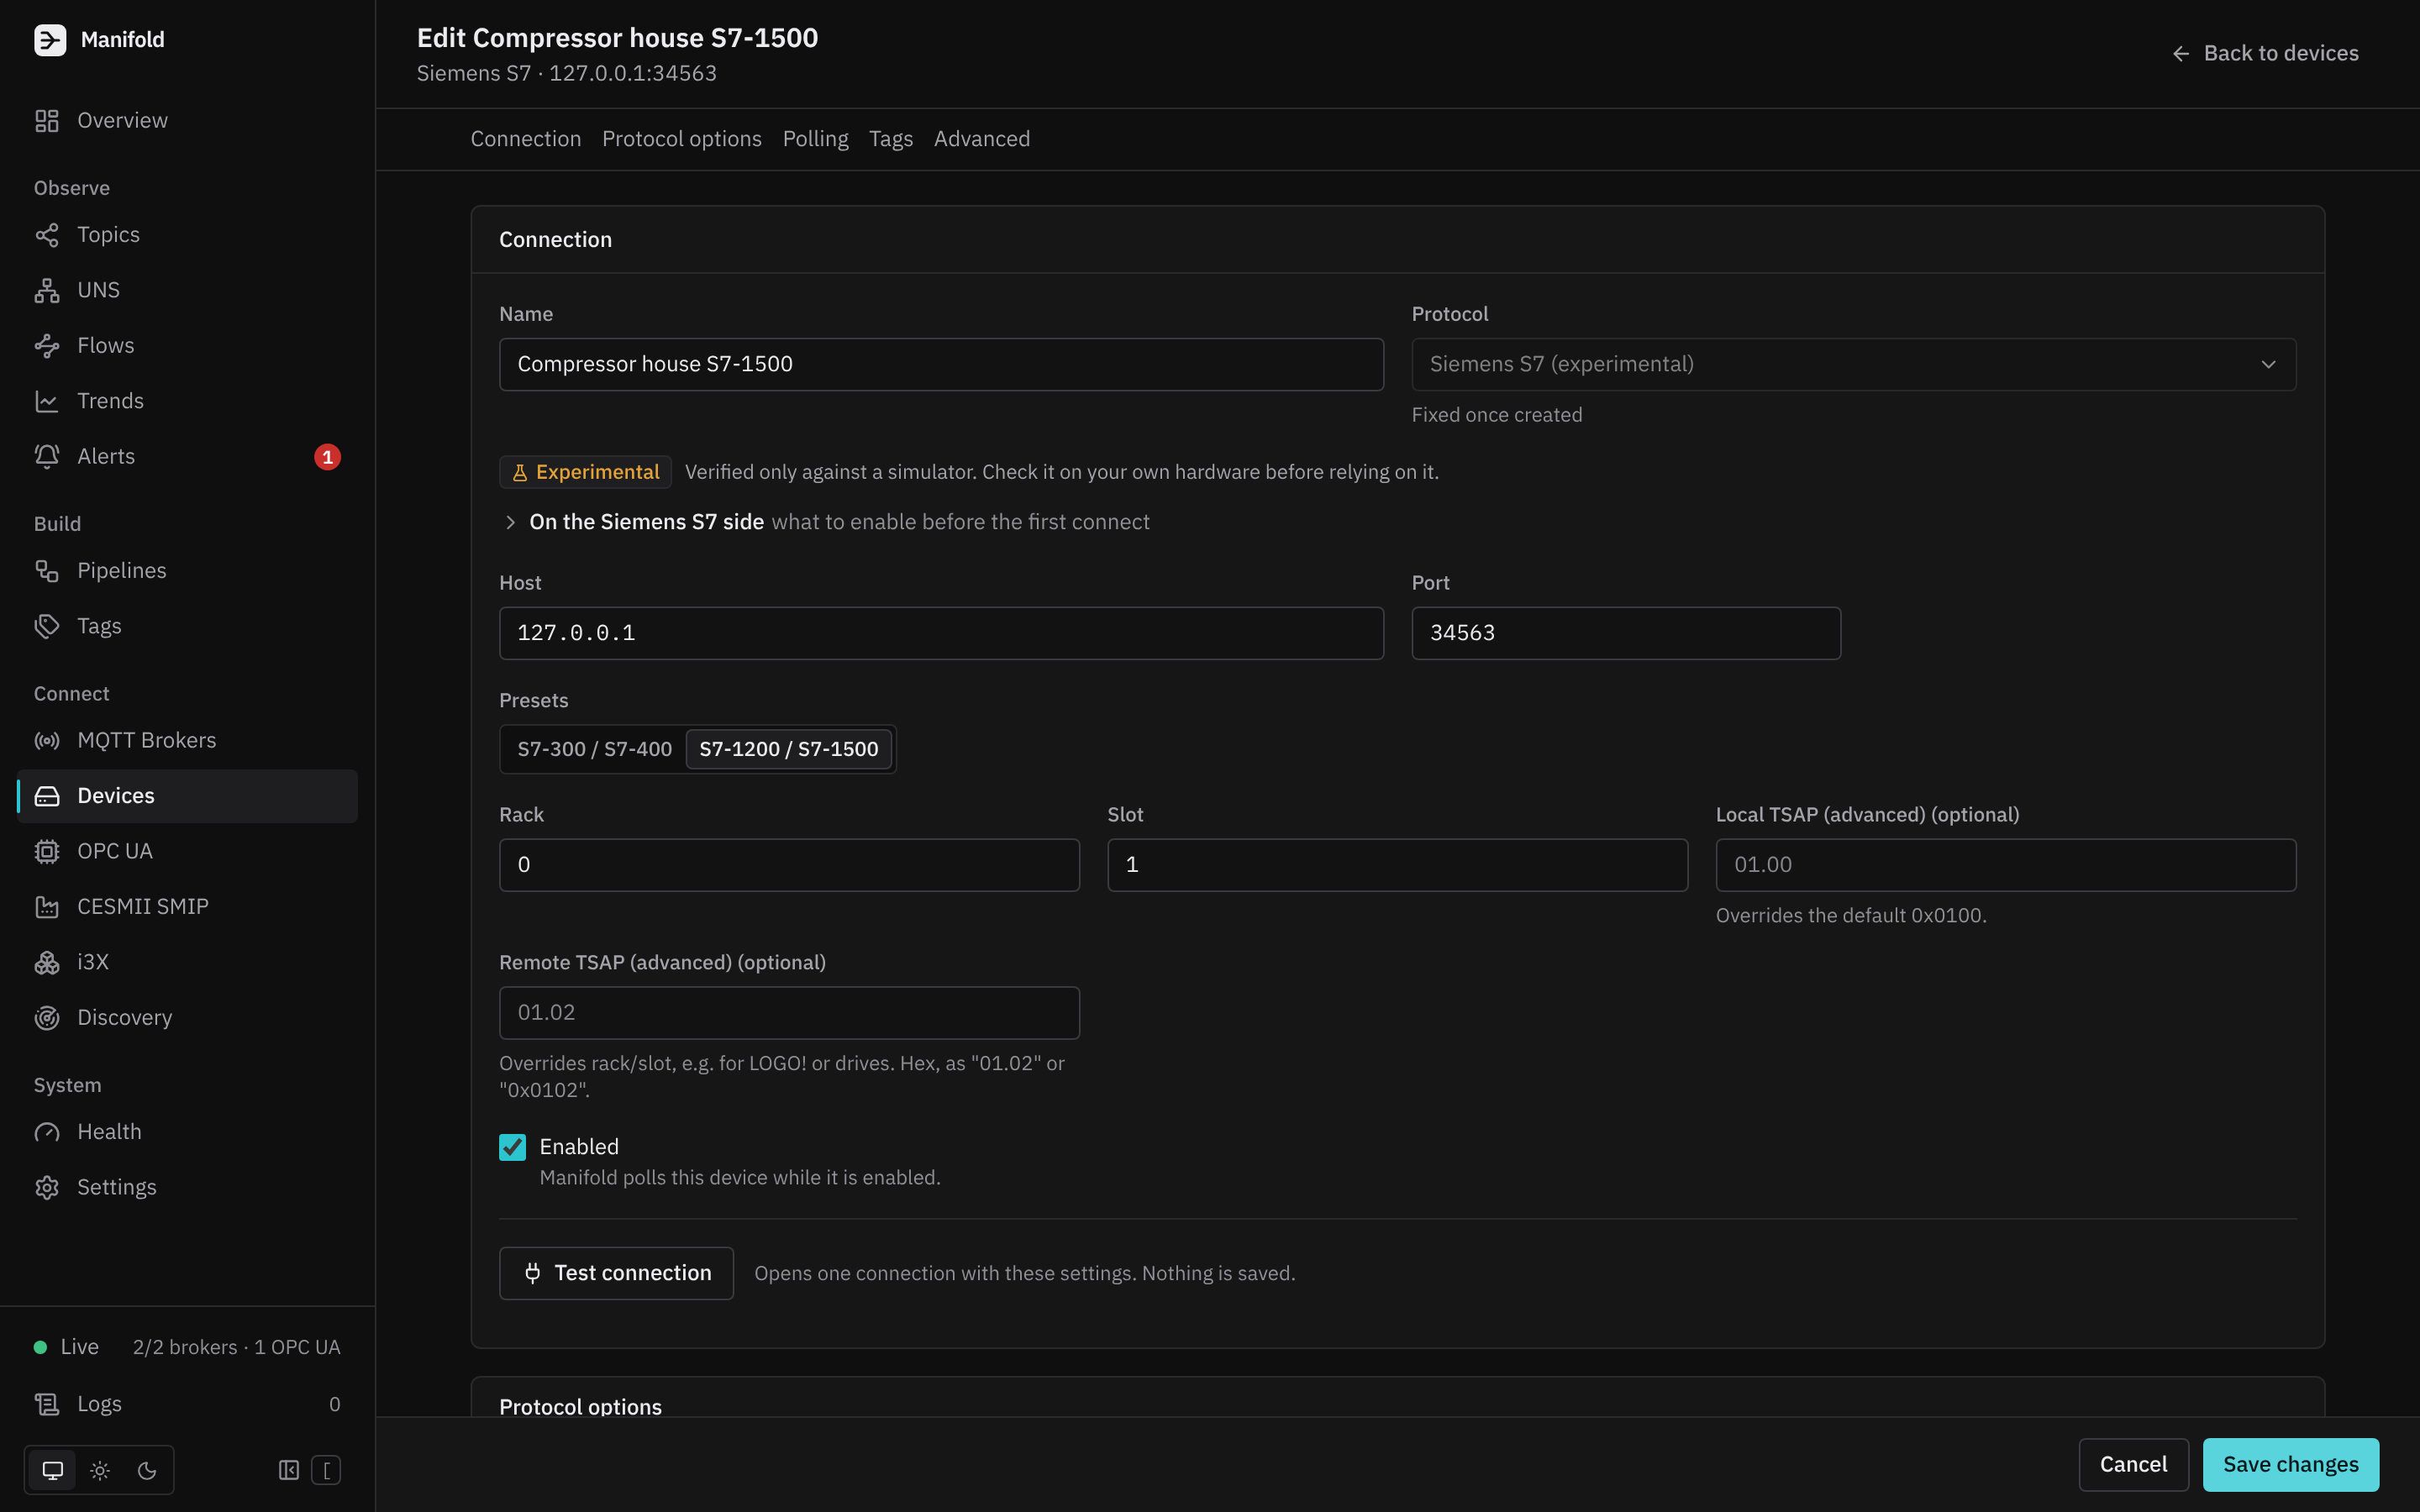 Manifold
Overview
Observe
Topics
UNS
Flows
Trends
Alerts
1
Build
Pipelines
Tags
Connect
MQTT Brokers
Devices
OPC UA
CESMII SMIP
i3X
Discovery
System
Health
Settings
Live
2/2 brokers · 1 OPC UA
Logs
0
[
Edit Compressor house S7-1500
Siemens S7 · 127.0.0.1:34563
Back to devices
Connection
Protocol options
Polling
Tags
Advanced
Connection
Name
Protocol
Compressor house S7-1500
Siemens S7 (experimental)
Fixed once created
Experimental
Verified only against a simulator. Check it on your own hardware before relying on it.
On the Siemens S7 side what to enable before the first connect
Host
Port
127.0.0.1
34563
Presets
S7-300 / S7-400
S7-1200 / S7-1500
Rack
Slot
Local TSAP (advanced) (optional)
0
1
01.00
Overrides the default 0x0100.
Remote TSAP (advanced) (optional)
01.02
Overrides rack/slot, e.g. for LOGO! or drives. Hex, as "01.02" or
"0x0102".
Enabled
Manifold polls this device while it is enabled.
Test connection
Opens one connection with these settings. Nothing is saved.
Protocol options
Cancel
Save changes